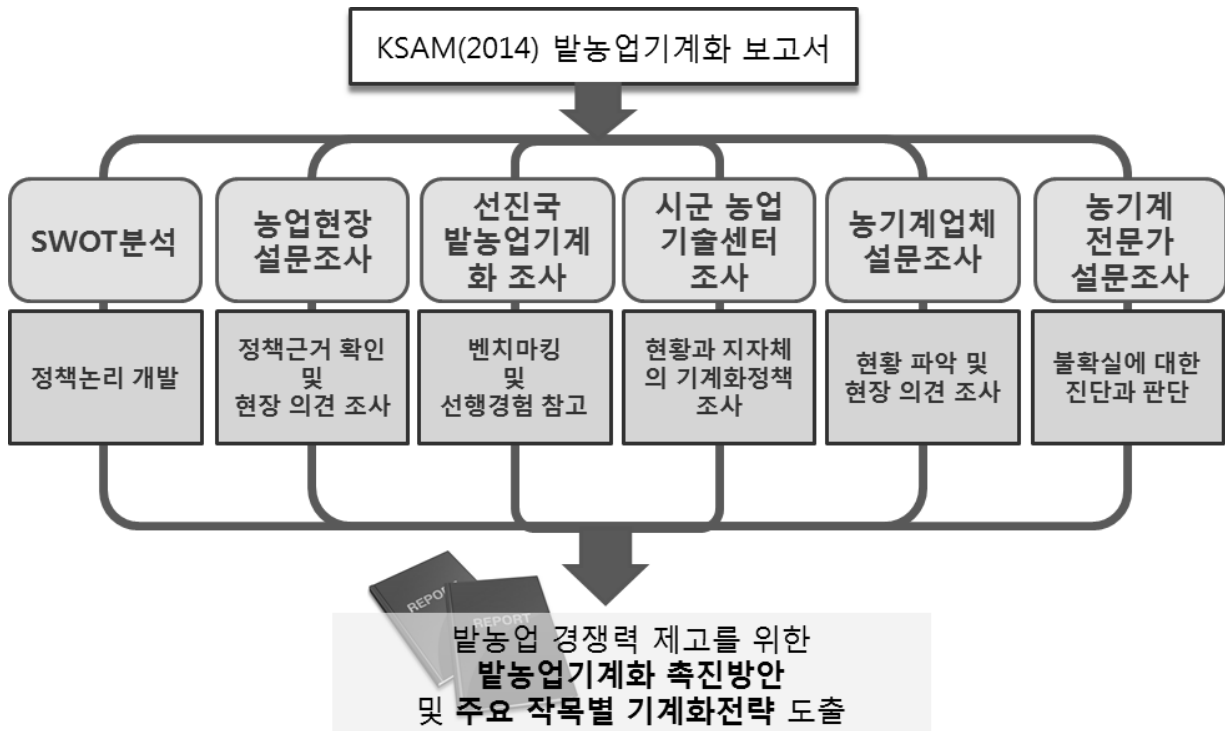 KSAM(2014) 밭농업기계화 보고서
SWOT분석
농업현장
설문조사
선진국
밭농업기계
화 조사
시군 농업
기술센터
조사
농기계업체
설문조사
농기계
전문가
설문조사
정책논리 개발
정책근거 확인
및
현장 의견 조사
벤치마킹
및
선행경험 참고
현황과 지자체
의 기계화정책
조사
현황 파악 및
현장 의견 조사
불확실에 대한
진단과 판단
REPORT
REPORT
밭농업 경쟁력 제고를 위한
밭농업기계화 촉진방안
및 주요 작목별 기계화전략 도출